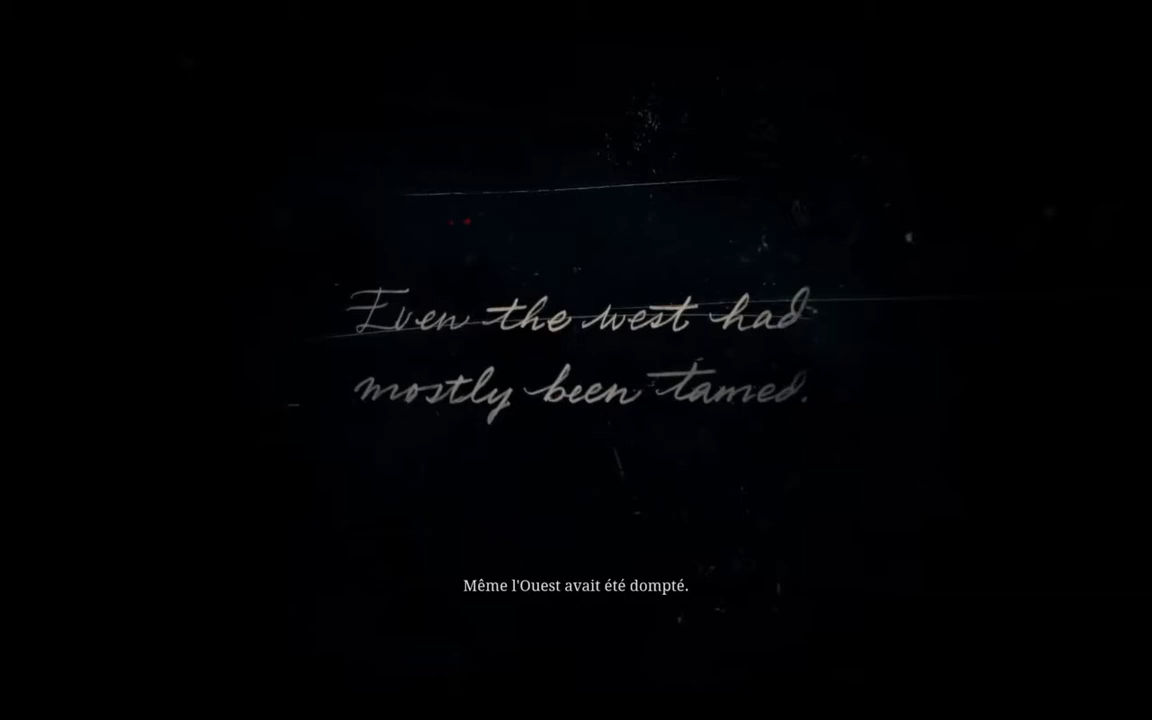 Even the west had
mostly been tamed.
Même l'Ouest avait été dompté.